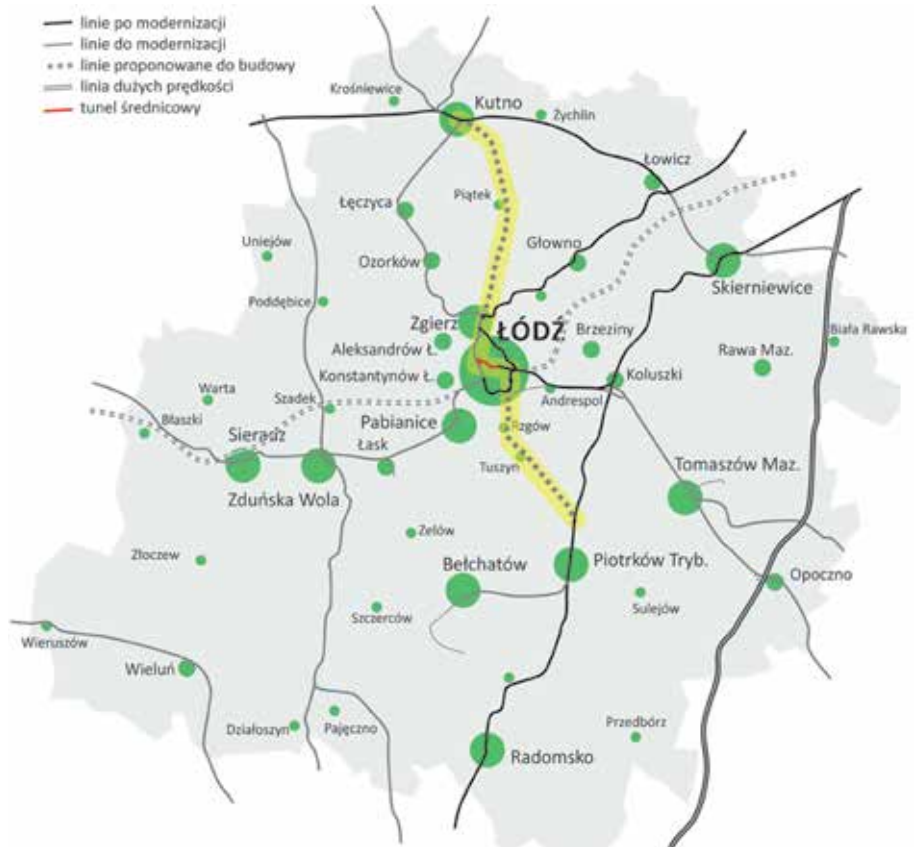 linie po modernizacji
linie do modernizacji
linie proponowane do budowy
linia dużych prędkości
tunel średnicowy
Krośniewice
Kutno
Żychlin
Łowicz
Łęczyca
Piątek
Uniejów
Ozorków
Głowno
Skierniewice
Poddębice
Zgierz
ŁÓDŹ
Brzeziny
Biała Rawska
Aleksandrów Ł.
Rawa Maz.
Konstantynów Ł.
Koluszki
Warta
Andrespol
Szadek
Błaszki
Pabianice
Rzgów
Sieradz
Łask
Tuszyn
Tomaszów Maz.
Zduńska Wola
Zelów
Złoczew
Bełchatów
Piotrków Tryb.
Opoczno
Szczerców
Sulejów
Wieruszów
Wieluń
Działoszyn
Pajęczno
Przedbórz
Radomsko